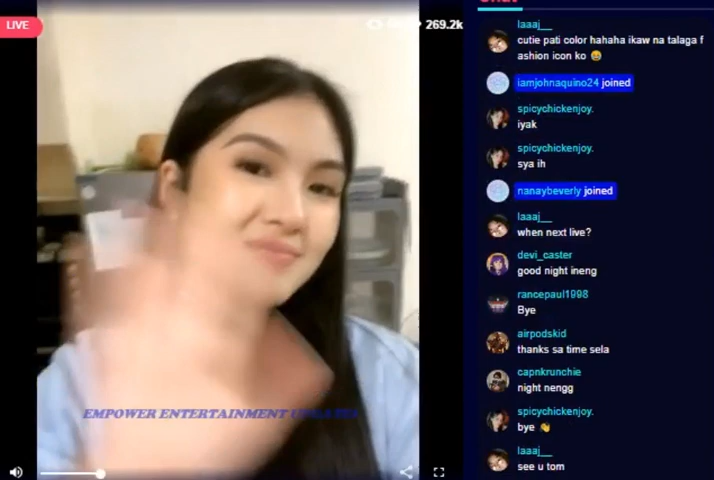 LIVE
269.2k
Chat
laaaj__
cutie pati color hahaha ikaw na talaga f
ashion icon ko 😆
iamjohnaquino24 joined
spicychickenjoy.
iyak
spicychickenjoy.
sya ih
nanaybeverly joined
laaaj__
when next live?
devi_caster
good night ineng
rancepaul1998
Bye
airpodskid
thanks sa time sela
capnkrunchie
night nengg
spicychickenjoy.
bye 👋
laaaj__
see u tom
EMPOWER ENTERTAINMENT